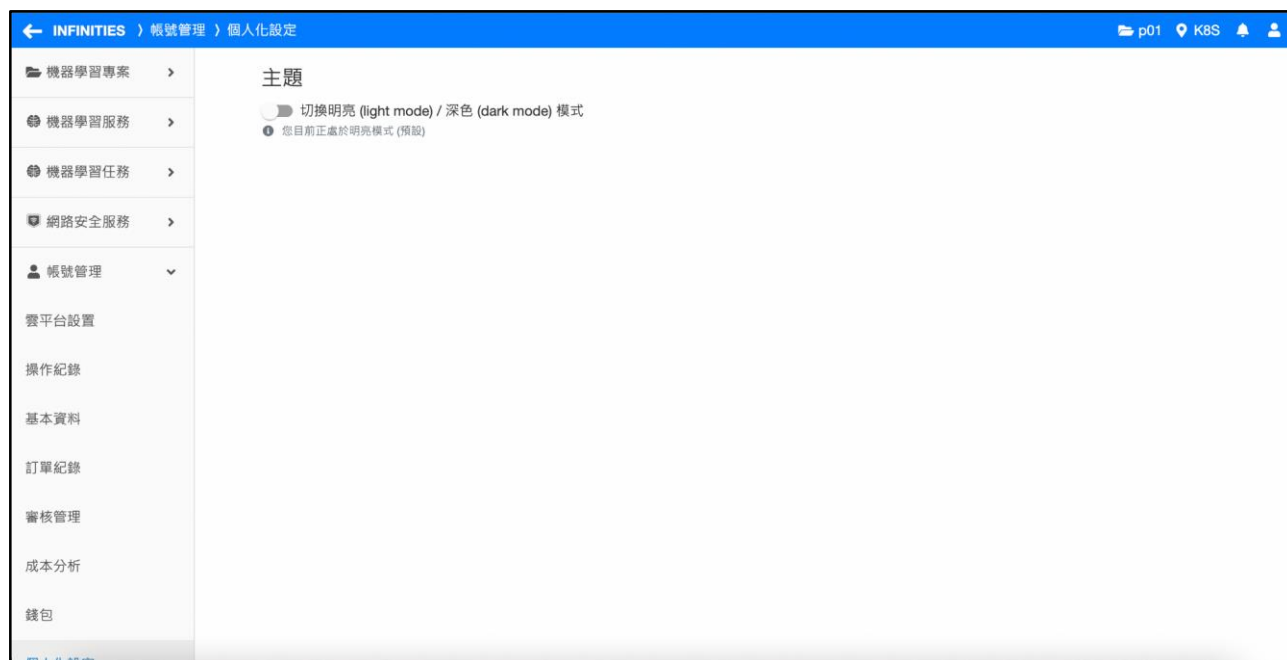 INFINITIES 〉帳號管理 〉個人化設定
p01 K8S
機器學習專案
機器學習服務
機器學習任務
網路安全服務
帳號管理
雲平台設置
操作紀錄
基本資料
訂單紀錄
審核管理
成本分析
錢包
主題
切換明亮 (light mode) / 深色 (dark mode) 模式
您目前正處於明亮模式 (預設)